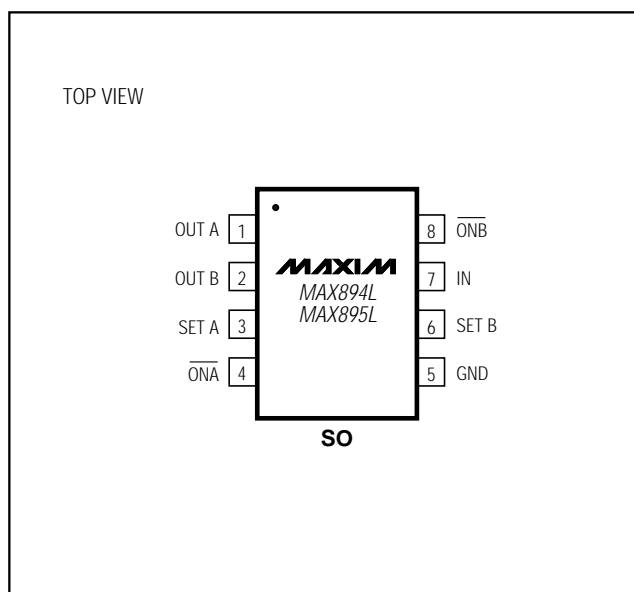 TOP VIEW
OUT A 1
OUT B 2
SET A 3
ONA 4
MAXIM
MAX894L
MAX895L
8 ONB
7 IN
6 SET B
5 GND
SO